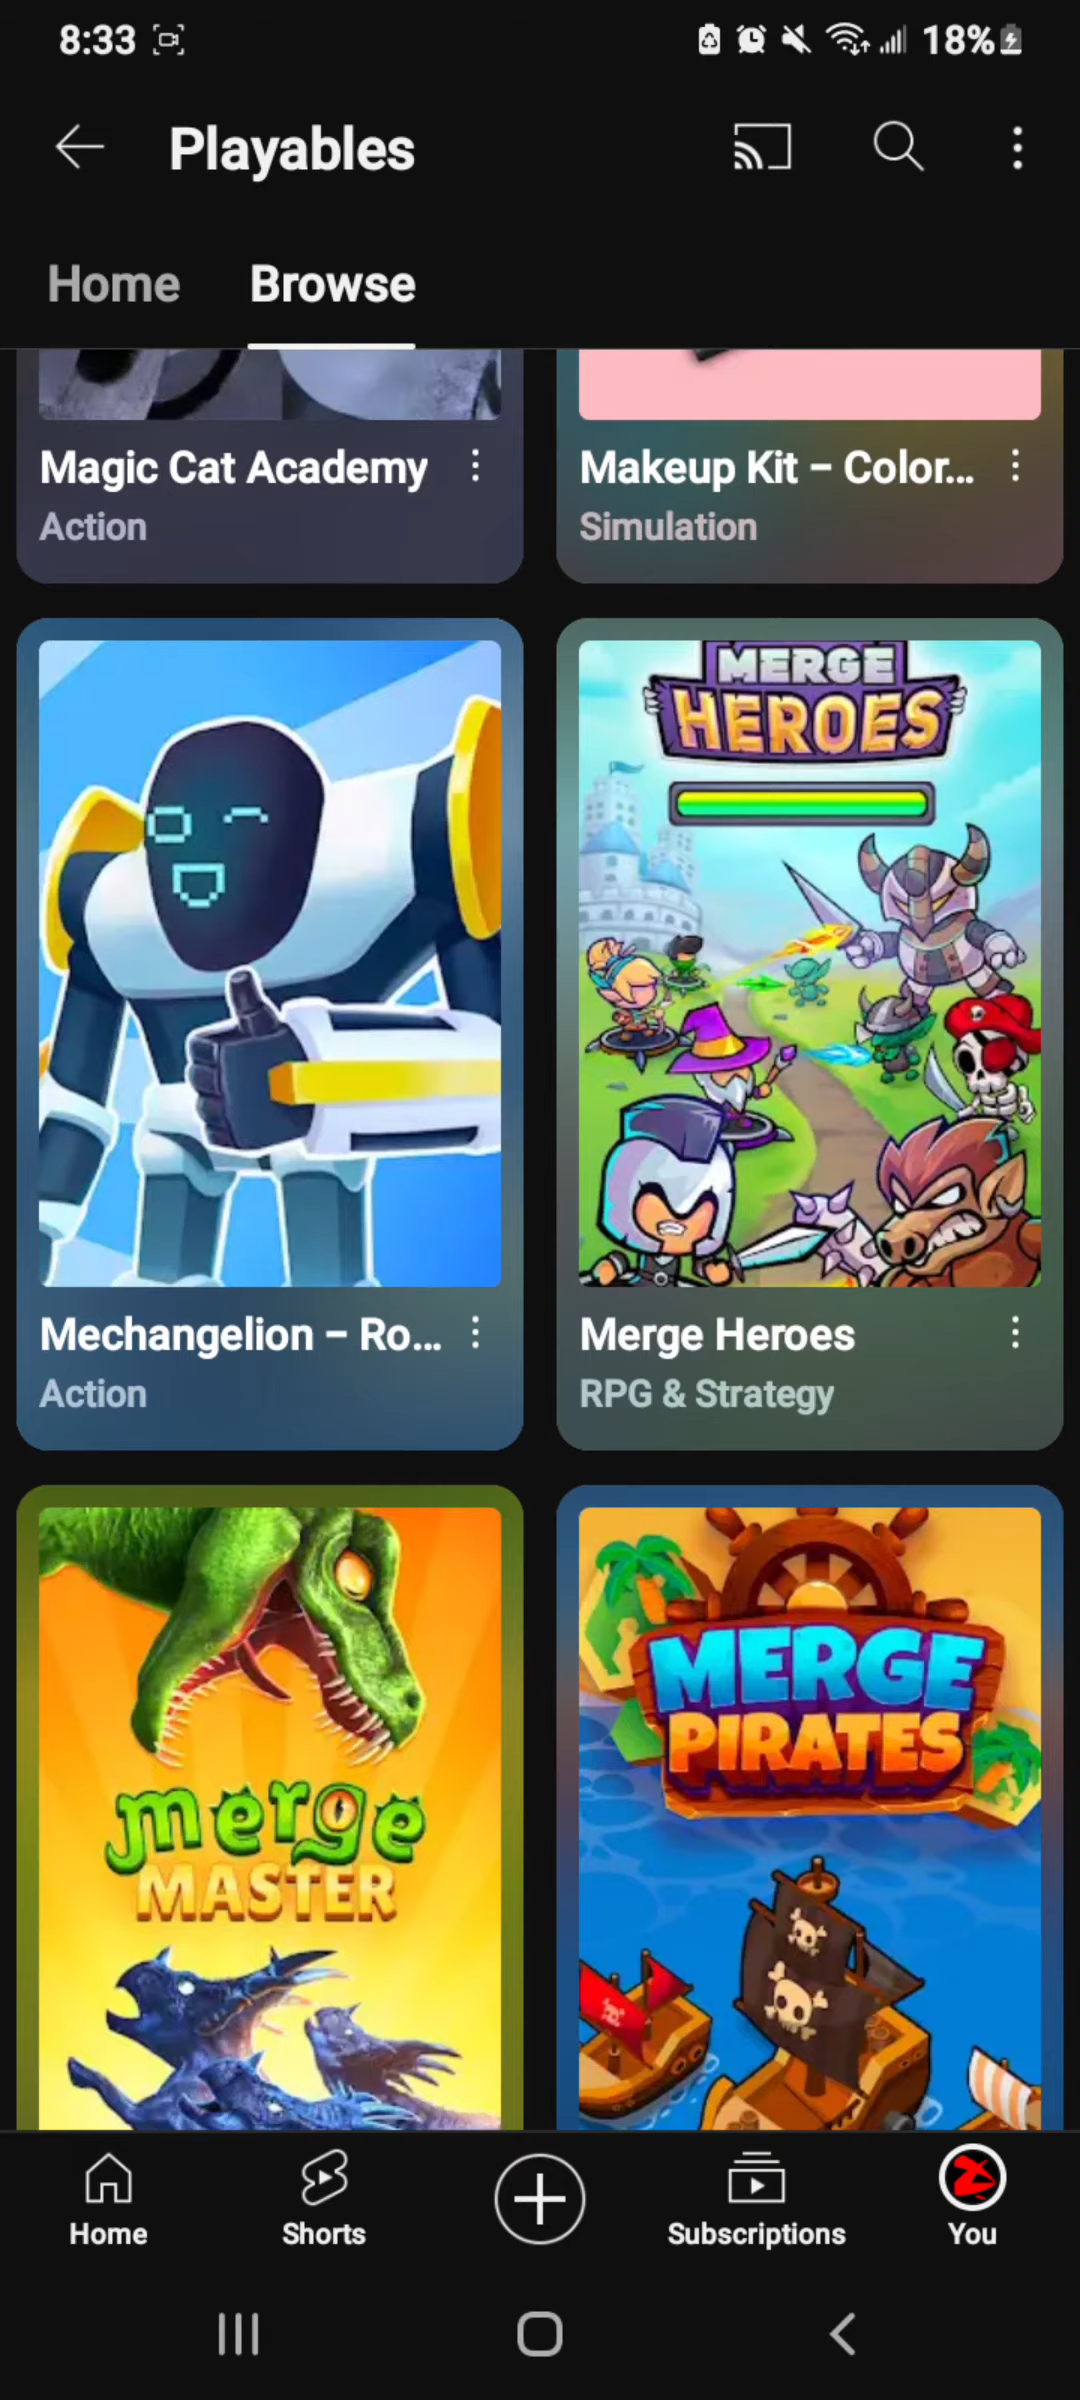 8:33 18%
Playables
Home Browse
Magic Cat Academy
Action
Makeup Kit – Color...
Simulation
MERGE
HEROES
Mechangelion – Ro...
Action
Merge Heroes
RPG & Strategy
merge
MASTER
MERGE
PIRATES
Home Shorts Subscriptions You